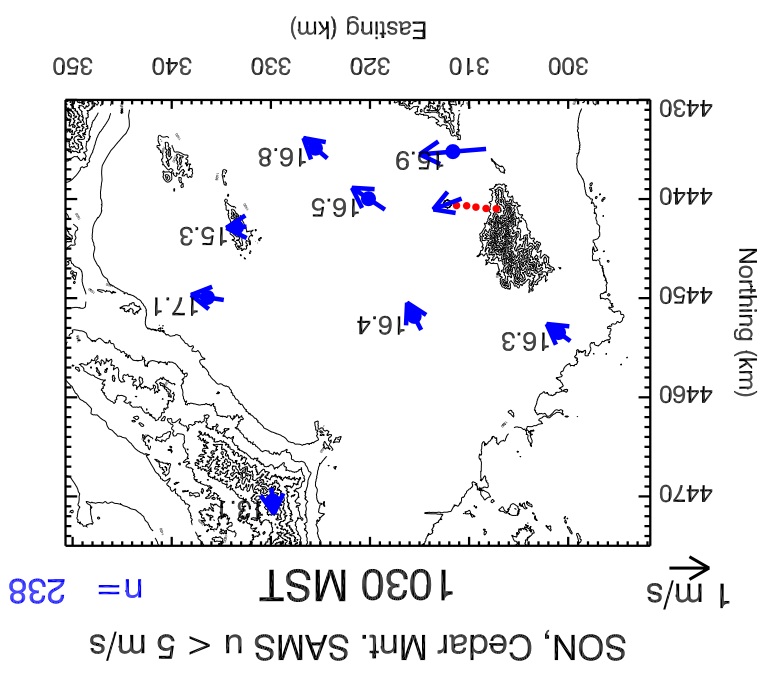 SON, Cedar Mnt. SAMS u < 5 m/s
1 m/s
1030 MST
n= 238
13.1
4470
4460
16.3
16.4
17.1
4450
15.3
16.5
4440
15.9
16.8
4430
Northing (km)
300 310 320 330 340 350
Easting (km)